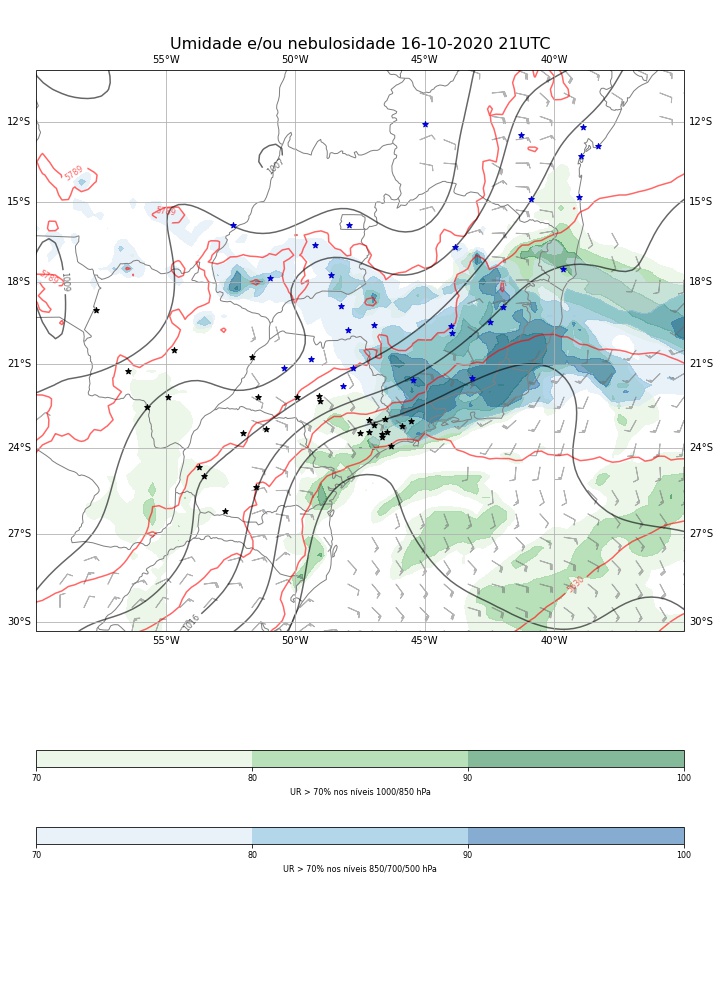 Umidade e/ou nebulosidade 16-10-2020 21UTC
55°W 50°W 45°W 40°W
12°S 12°S
1007
5789
15°S 15°S
5789
18°S 18°S
5789
1009
21°S 21°S
24°S 24°S
27°S 27°S
5830
1016
30°S 30°S
55°W 50°W 45°W 40°W
70 80 90 100
UR > 70% nos níveis 1000/850 hPa
70 80 90 100
UR > 70% nos níveis 850/700/500 hPa